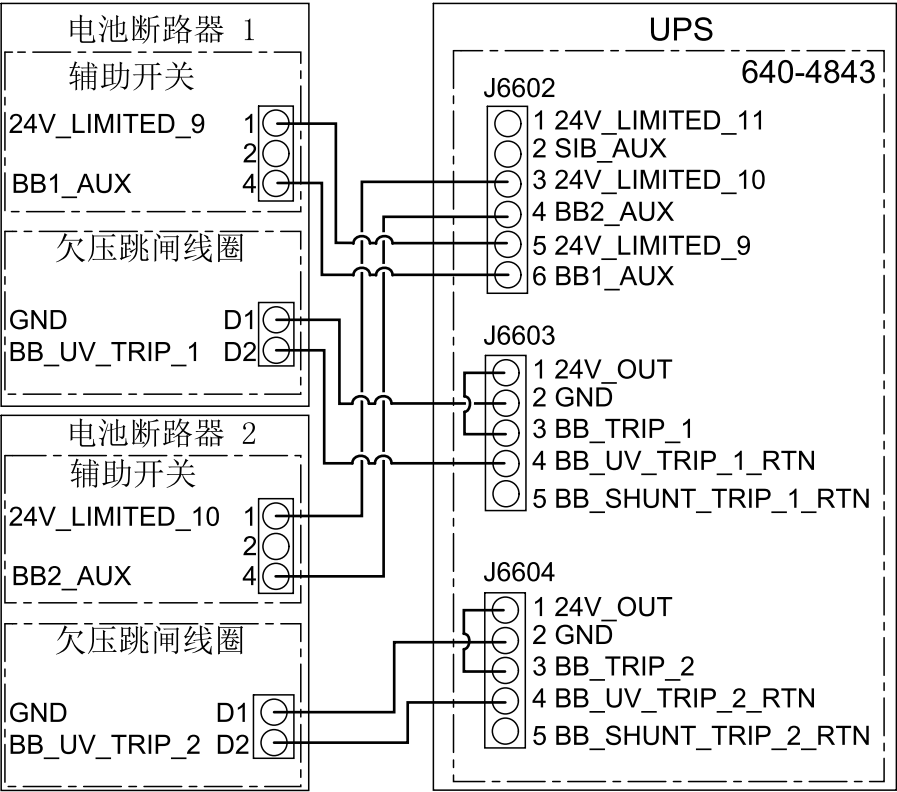 电池断路器 1
辅助开关
24V_LIMITED_9 1
2
BB1_AUX 4
欠压跳闸线圈
GND D1
BB_UV_TRIP_1 D2
电池断路器 2
辅助开关
24V_LIMITED_10 1
2
BB2_AUX 4
欠压跳闸线圈
GND D1
BB_UV_TRIP_2 D2
UPS
640-4843
J6602
1 24V_LIMITED_11
2 SIB_AUX
3 24V_LIMITED_10
4 BB2_AUX
5 24V_LIMITED_9
6 BB1_AUX
J6603
1 24V_OUT
2 GND
3 BB_TRIP_1
4 BB_UV_TRIP_1_RTN
5 BB_SHUNT_TRIP_1_RTN
J6604
1 24V_OUT
2 GND
3 BB_TRIP_2
4 BB_UV_TRIP_2_RTN
5 BB_SHUNT_TRIP_2_RTN